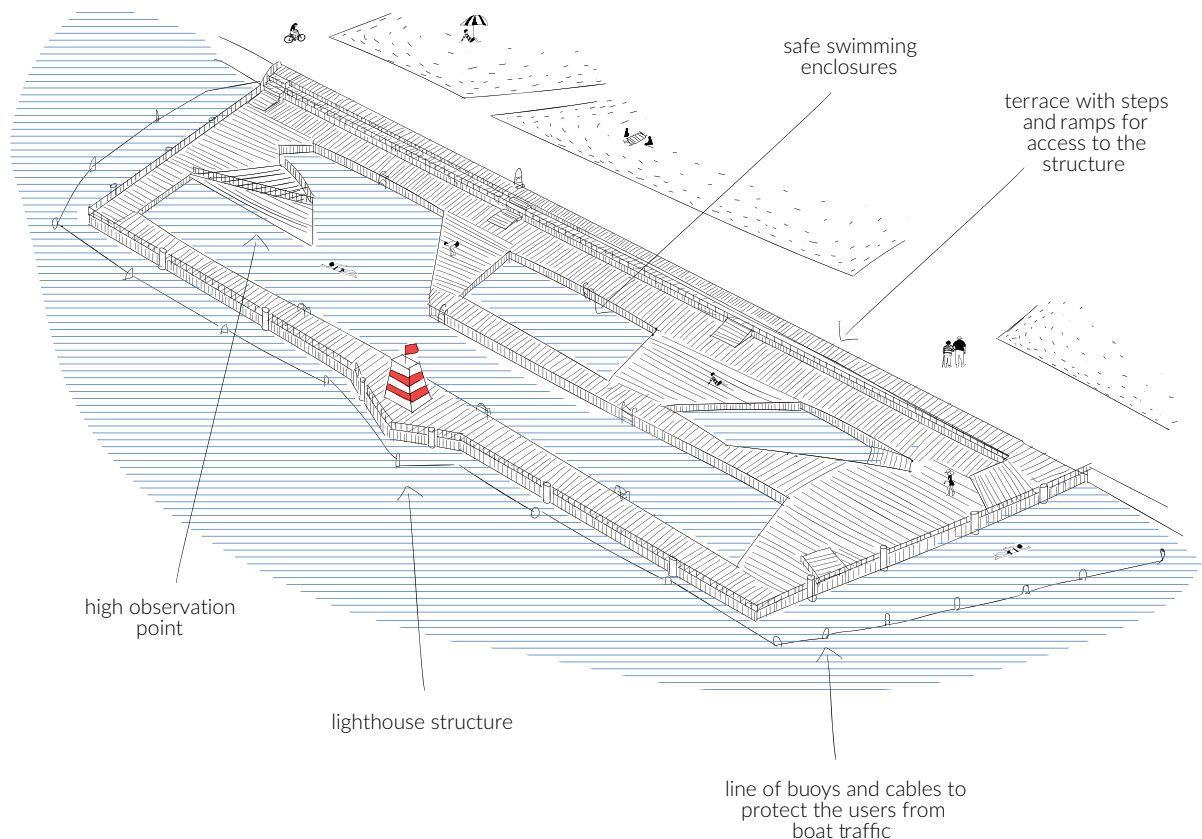 safe swimming
enclosures
terrace with steps
and ramps for
access to the
structure
high observation
point
lighthouse structure
line of buoys and cables to
protect the users from
boat traffic